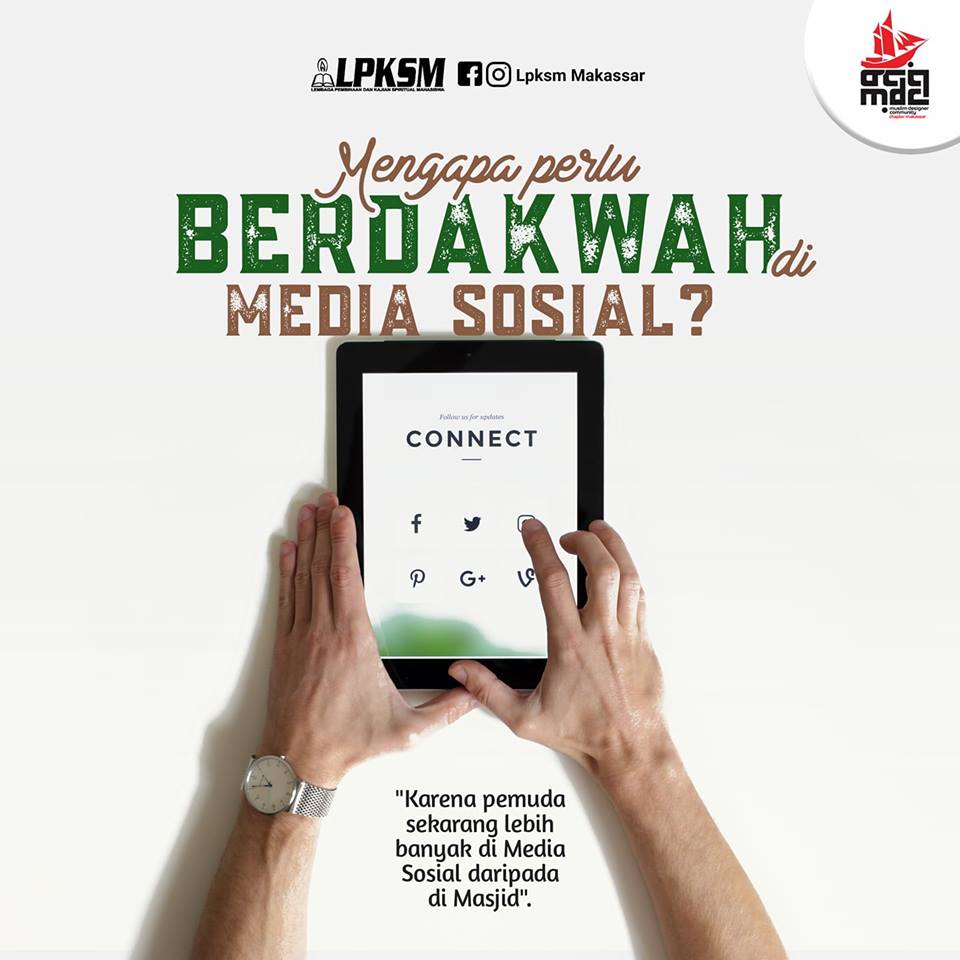 LPKSM
LEMBAGA PEMBINAAN DAN KAJIAN SPIRITUAL MAHASISWA
Lpksm Makassar
mdc
muslim designer
community
chapter makassar
Mengapa perlu
BERDAKWAH di
MEDIA SOSIAL?
Follow us for updates
CONNECT
G+
"Karena pemuda
sekarang lebih
banyak di Media
Sosial daripada
di Masjid".